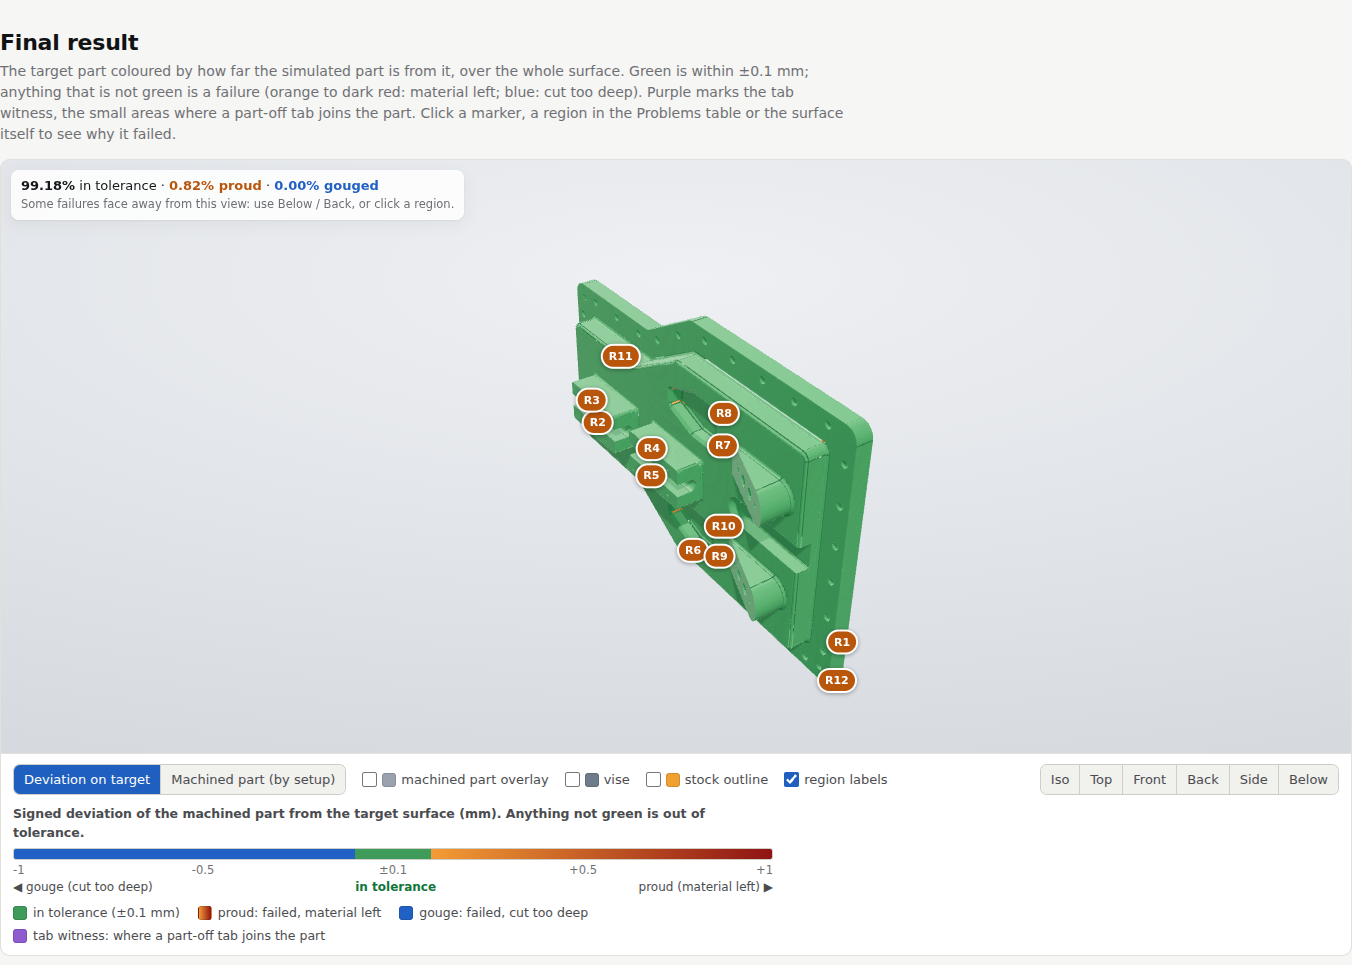 Final result
The target part coloured by how far the simulated part is from it, over the whole surface. Green is within ±0.1 mm;
anything that is not green is a failure (orange to dark red: material left; blue: cut too deep). Purple marks the tab
witness, the small areas where a part-off tab joins the part. Click a marker, a region in the Problems table or the surface
itself to see why it failed.
99.18% in tolerance · 0.82% proud · 0.00% gouged
Some failures face away from this view: use Below / Back, or click a region.
R11
R3
R8
R2
R7
R4
R5
R10
R6
R9
R1
R12
Deviation on target
Machined part (by setup)
machined part overlay
vise
stock outline
region labels
Iso
Top
Front
Back
Side
Below
Signed deviation of the machined part from the target surface (mm). Anything not green is out of
tolerance.
-1
-0.5
±0.1
+0.5
+1
◀ gouge (cut too deep)
in tolerance
proud (material left) ▶
in tolerance (±0.1 mm)
proud: failed, material left
gouge: failed, cut too deep
tab witness: where a part-off tab joins the part